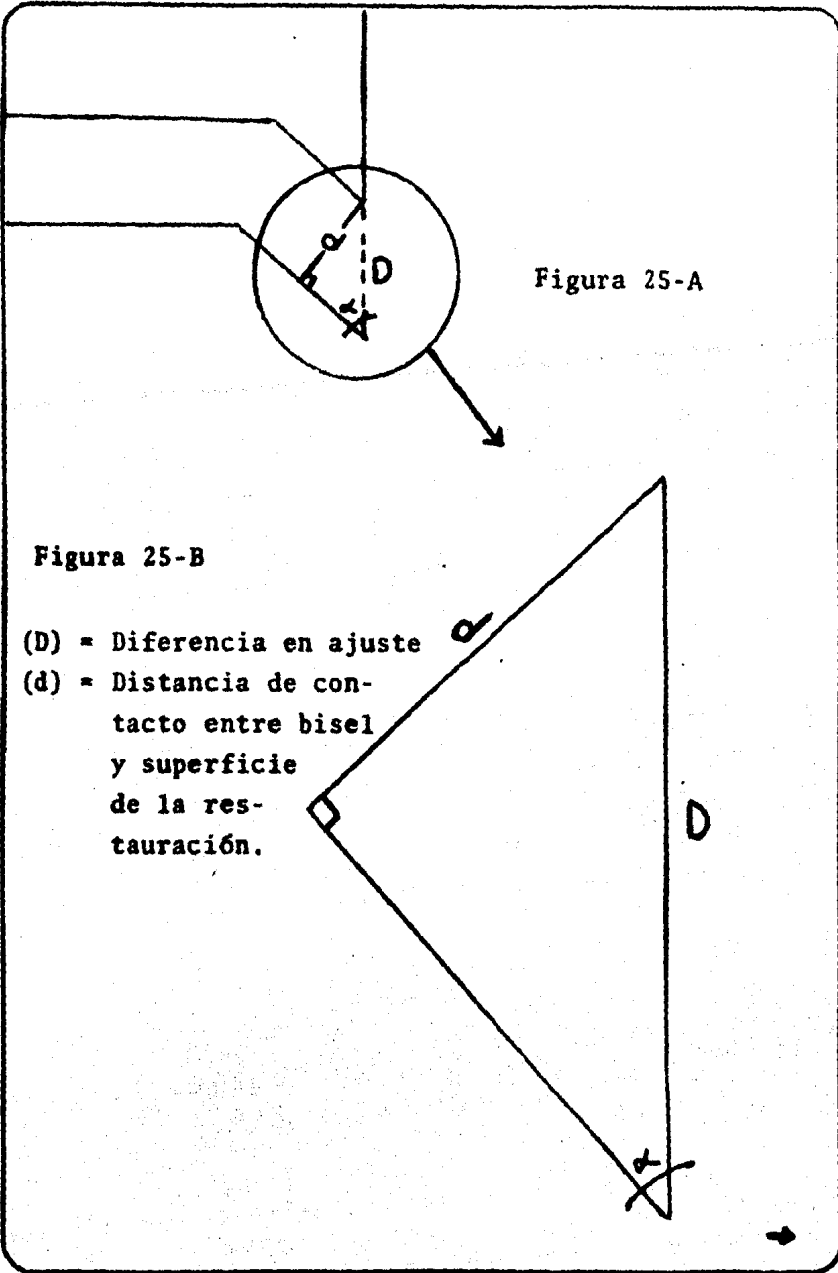 d
D
α
Figura 25-A
Figura 25-B
(D) = Diferencia en ajuste
(d) = Distancia de con-
tacto entre bisel
y superficie
de la res-
tauración.
d
D
α